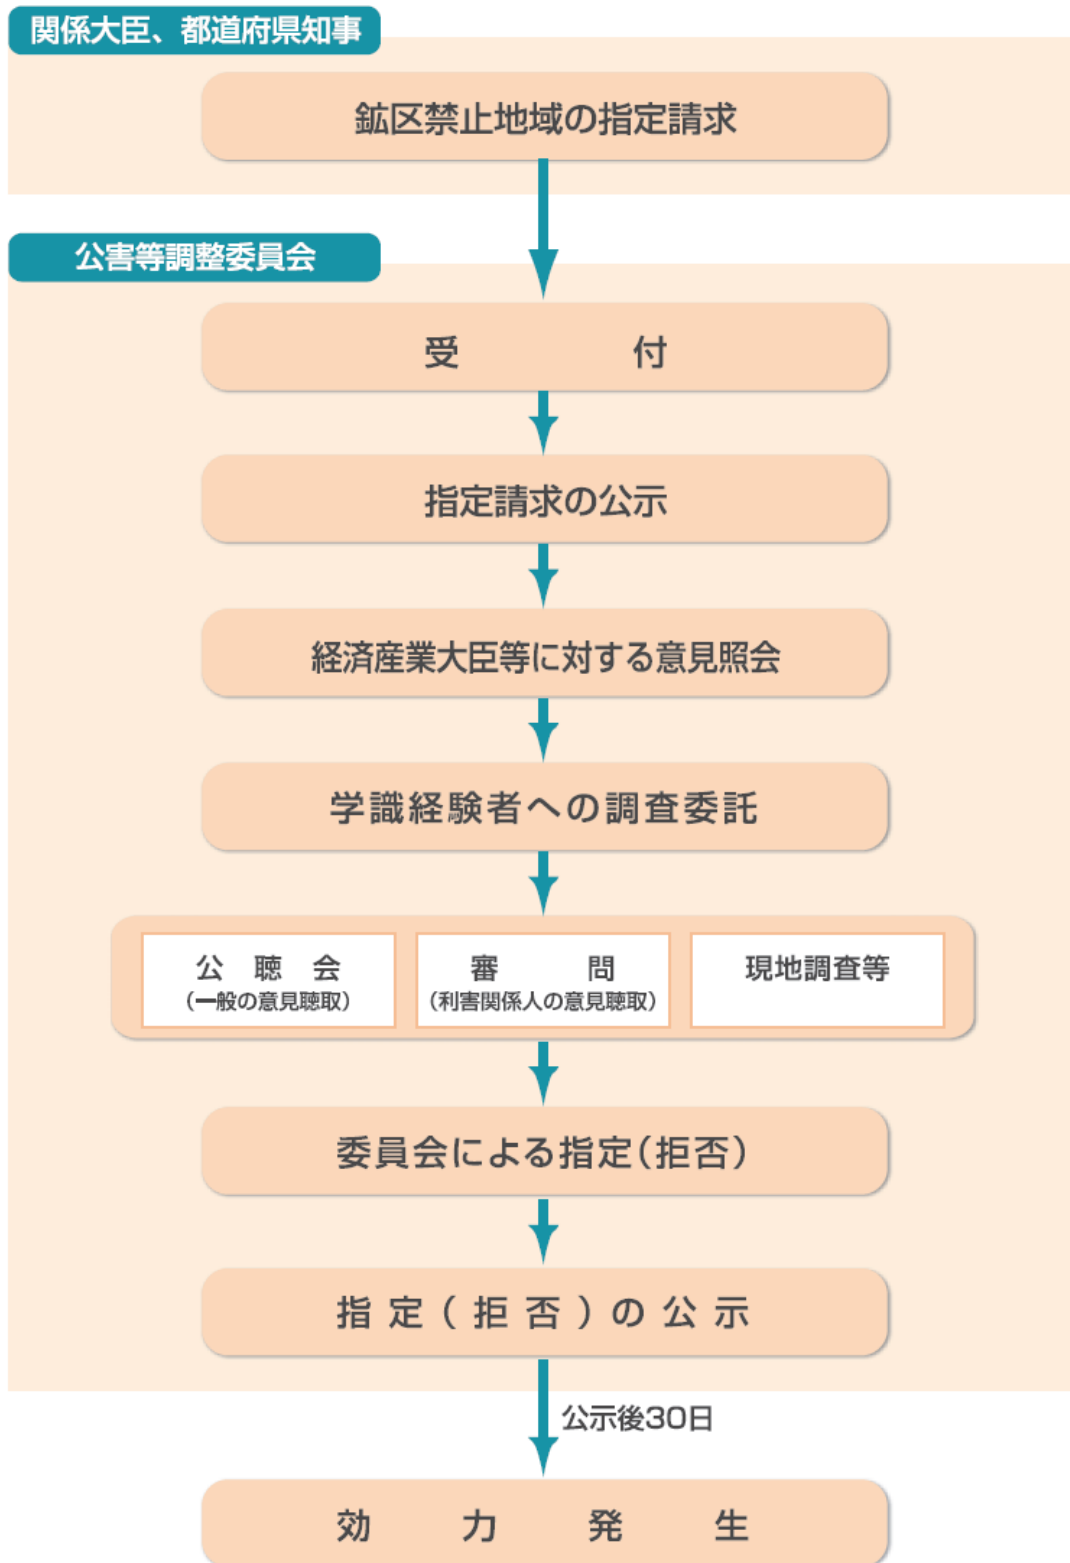 関係大臣、都道府県知事
鉱区禁止地域の指定請求
公害等調整委員会
受付
指定請求の公示
経済産業大臣等に対する意見照会
学識経験者への調査委託
公聴会
（一般の意見聴取）
審問
（利害関係人の意見聴取）
現地調査等
委員会による指定（拒否）
指定（拒否）の公示
公示後30日
効力発生